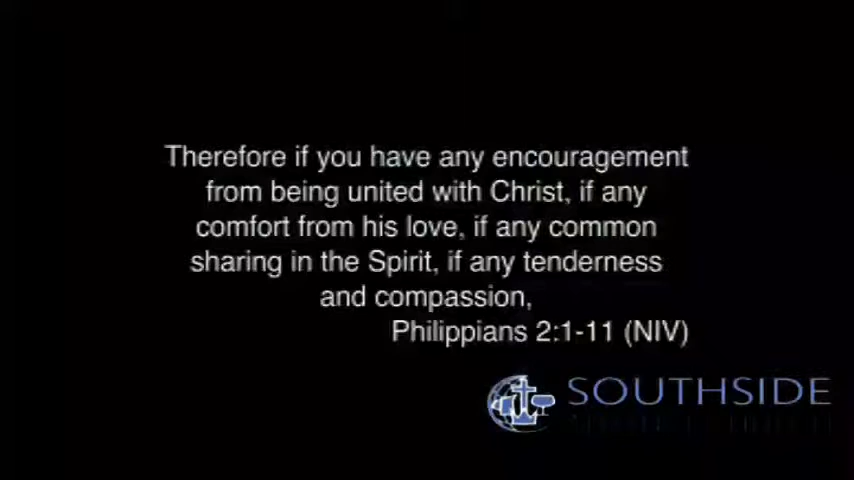 Therefore if you have any encouragement
from being united with Christ, if any
comfort from his love, if any common
sharing in the Spirit, if any tenderness
and compassion,
Philippians 2:1-11 (NIV)
SOUTHSIDE